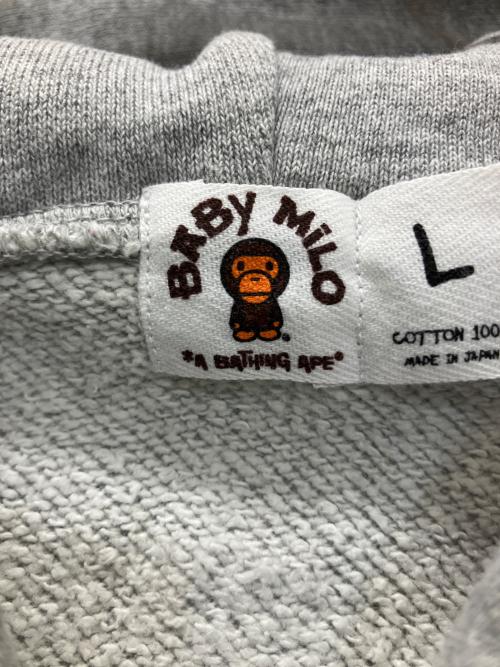 BABY MiLO
*A BATHING APE®
L
COTTON 100
MADE IN JAPAN